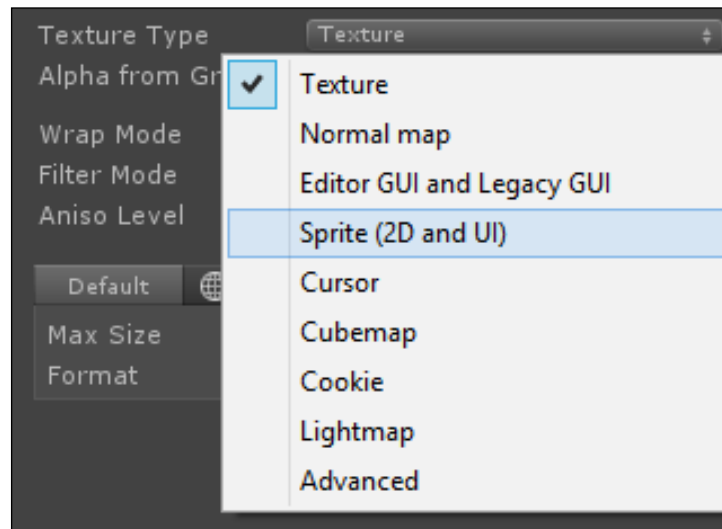 Texture Type
Texture
Alpha from Gr
Texture
Normal map
Wrap Mode
Filter Mode
Editor GUI and Legacy GUI
Aniso Level
Sprite (2D and UI)
Default
Cursor
Max Size
Cubemap
Format
Cookie
Lightmap
Advanced